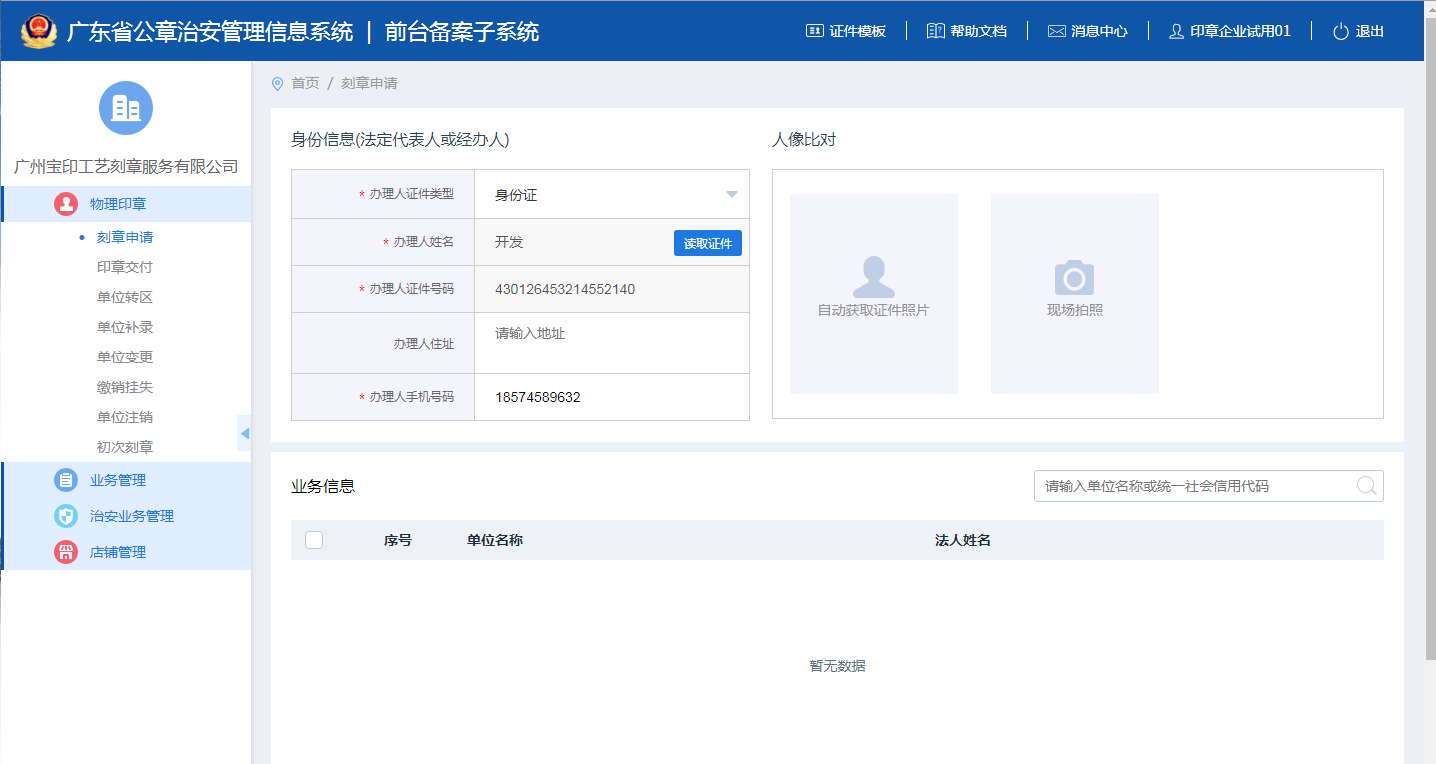 广东省公章治安管理信息系统 | 前台备案子系统
证件模板
帮助文档
消息中心
印章企业试用01
退出
广州宝印工艺刻章服务有限公司
物理印章
刻章申请
印章交付
单位转区
单位补录
单位变更
缴销挂失
单位注销
初次刻章
业务管理
治安业务管理
店铺管理
首页 / 刻章申请
身份信息(法定代表人或经办人)
* 办理人证件类型 身份证
* 办理人姓名 开发 读取证件
* 办理人证件号码 430126453214552140
办理人住址 请输入地址
* 办理人手机号码 18574589632
人像比对
自动获取证件照片
现场拍照
业务信息
请输入单位名称或统一社会信用代码
序号 单位名称 法人姓名
暂无数据